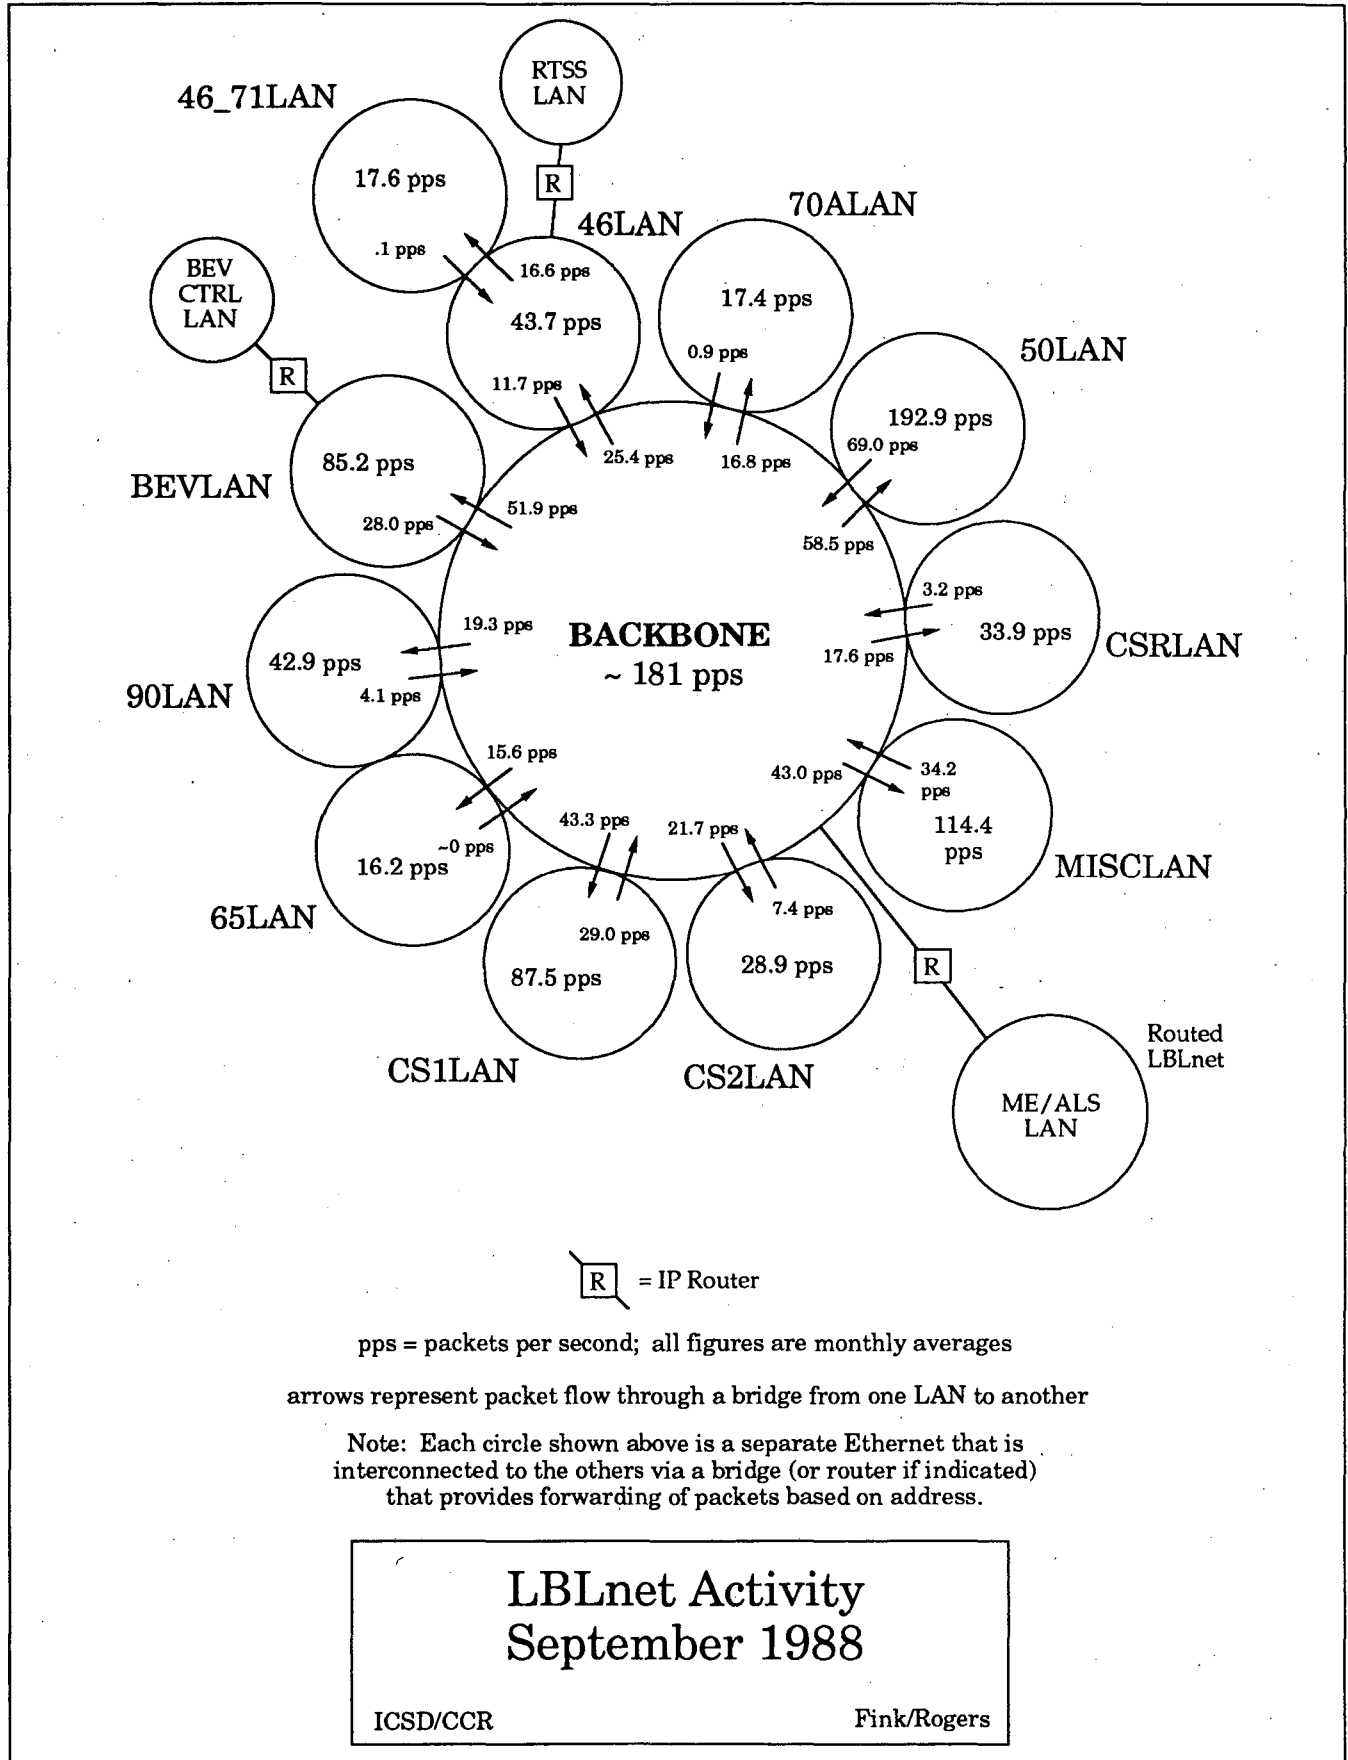 RTSS
LAN
46_71LAN
17.6 pps
R
70ALAN
46LAN
.1 pps
16.6 pps
BEV
CTRL
LAN
43.7 pps
17.4 pps
0.9 pps
50LAN
R
11.7 pps
192.9 pps
69.0 pps
25.4 pps
16.8 pps
85.2 pps
BEVLAN
51.9 pps
28.0 pps
58.5 pps
3.2 pps
19.3 pps
BACKBONE
~ 181 pps
33.9 pps
CSRLAN
17.6 pps
42.9 pps
4.1 pps
90LAN
15.6 pps
43.0 pps
34.2
pps
43.3 pps
21.7 pps
114.4
pps
~0 pps
16.2 pps
MISCLAN
65LAN
7.4 pps
29.0 pps
87.5 pps
28.9 pps
R
CS1LAN
CS2LAN
Routed
LBLnet
ME/ALS
LAN
R = IP Router
pps = packets per second; all figures are monthly averages
arrows represent packet flow through a bridge from one LAN to another
Note: Each circle shown above is a separate Ethernet that is
interconnected to the others via a bridge (or router if indicated)
that provides forwarding of packets based on address.
LBLnet Activity
September 1988
ICSD/CCR
Fink/Rogers